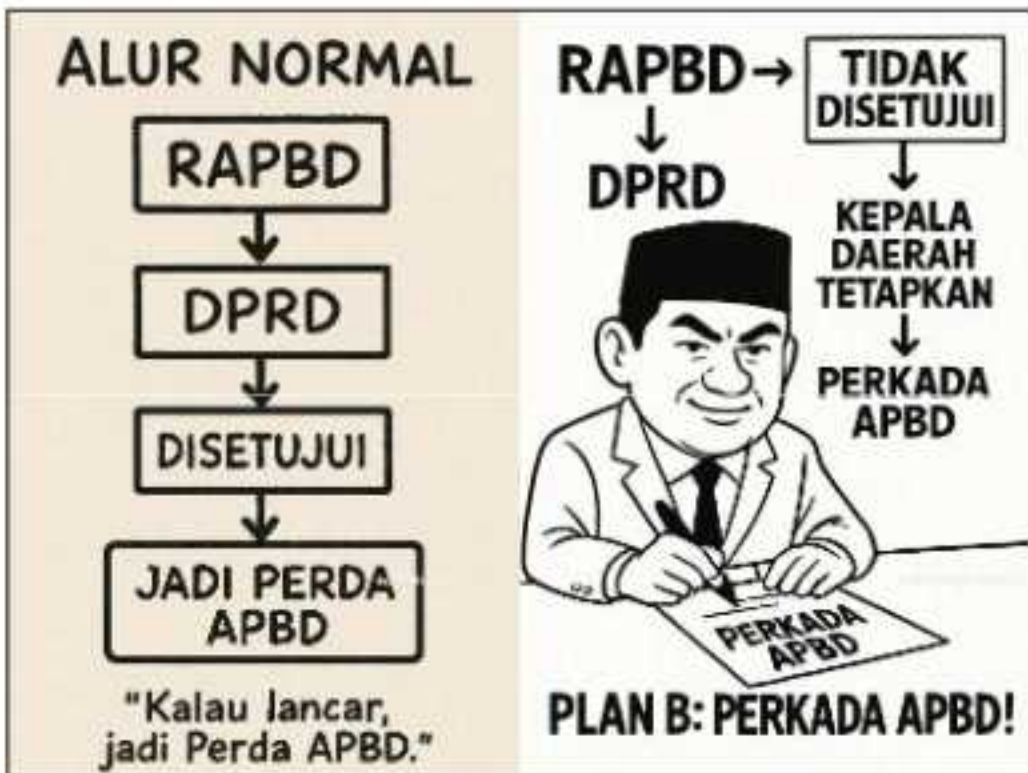 ALUR NORMAL
RAPBD
DPRD
DISETUJUI
JADI PERDA
APBD
"Kalau lancar,
jadi Perda APBD."
RAPBD
DPRD
TIDAK
DISETUJUI
KEPALA
DAERAH
TETAPKAN
PERKADA
APBD
PERKADA
APBD
PLAN B: PERKADA APBD!